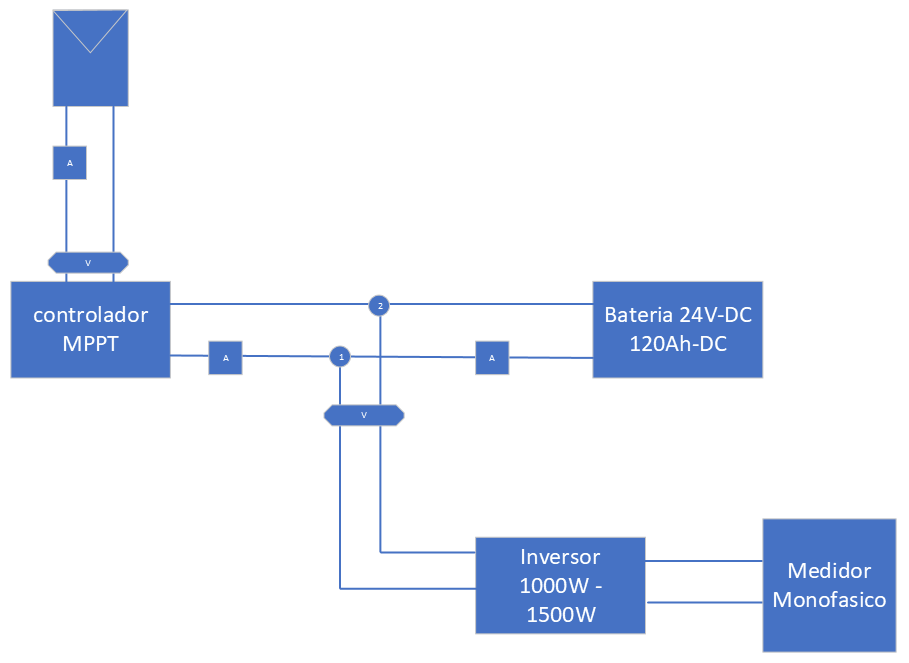 A
V
controlador
MPPT
2
Bateria 24V-DC
120Ah-DC
A
1
A
V
Inversor
1000W -
1500W
Medidor
Monofasico